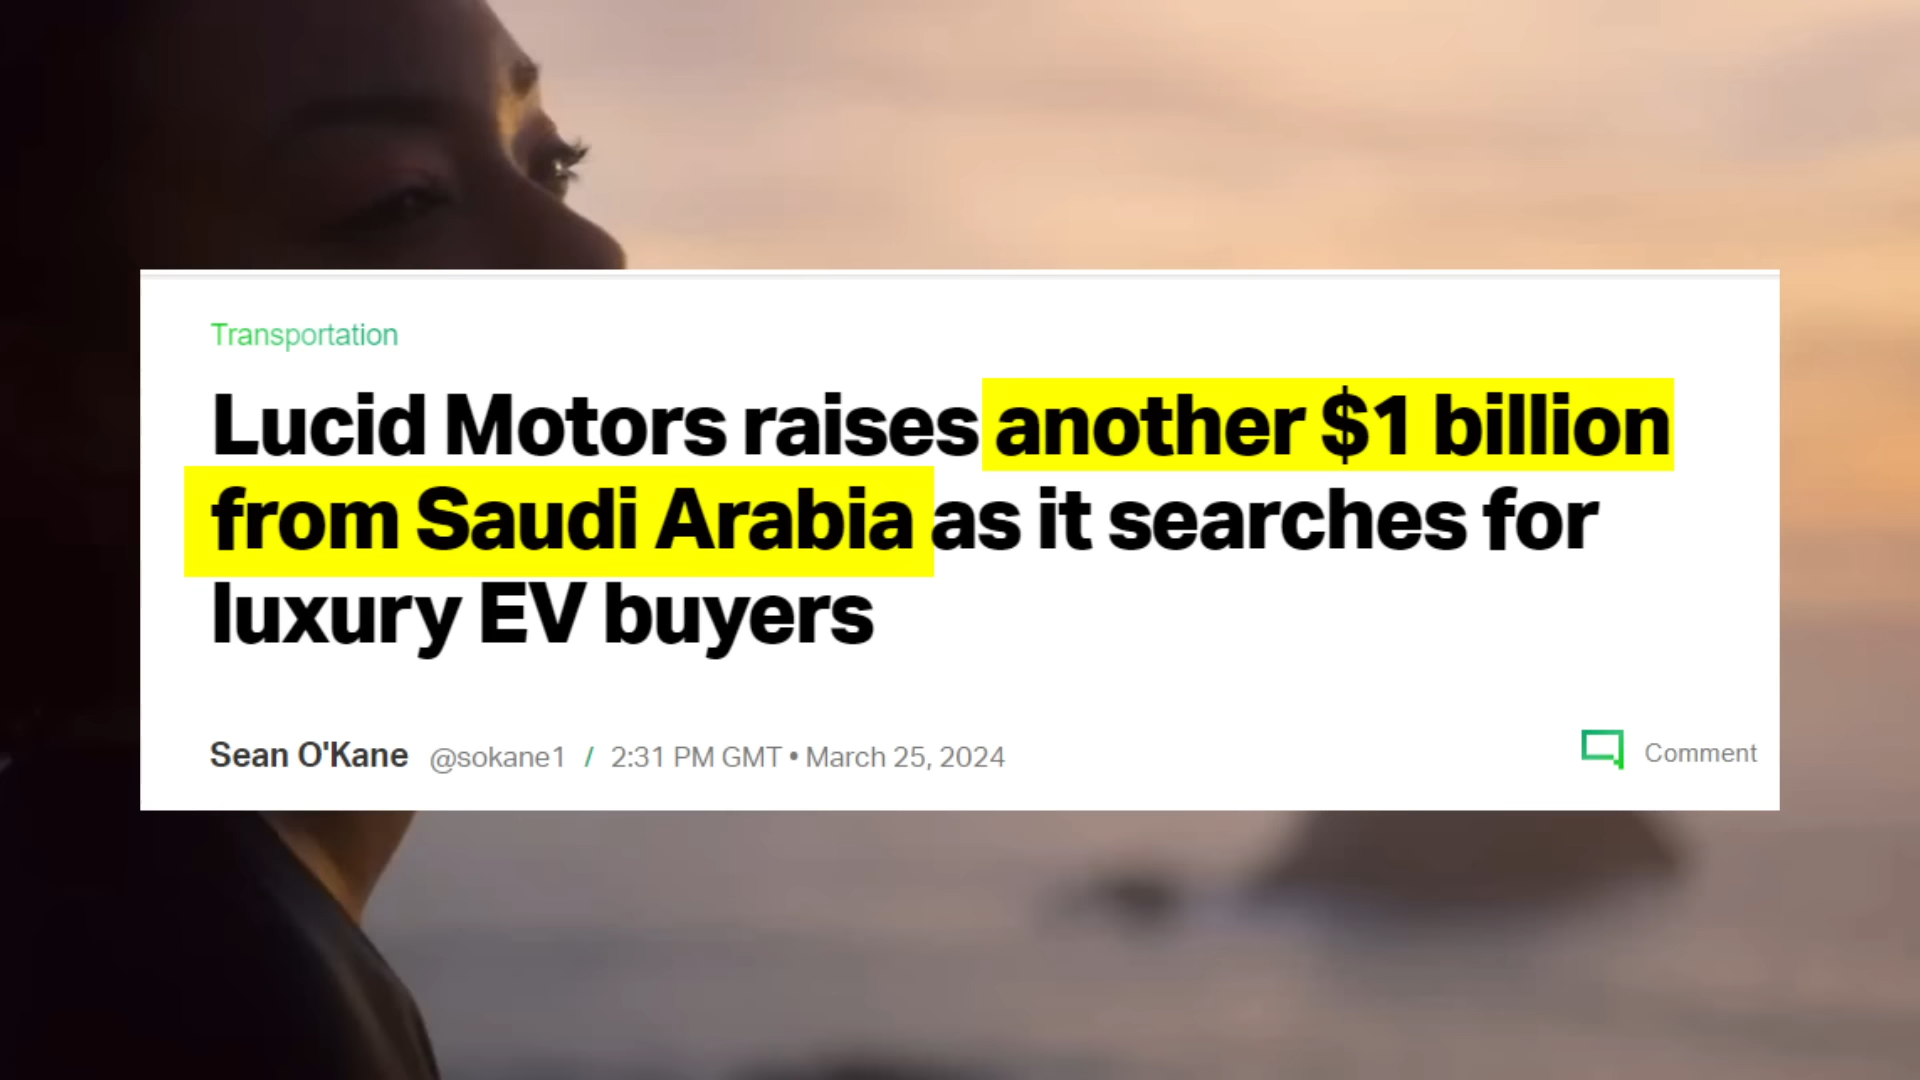 Transportation
Lucid Motors raises another $1 billion
from Saudi Arabia as it searches for
luxury EV buyers
Sean O'Kane @sokane1 / 2:31 PM GMT • March 25, 2024
Comment